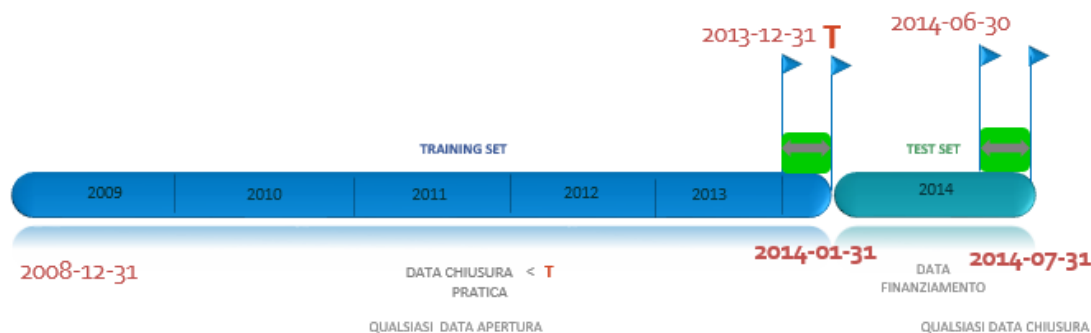 2013-12-31 T
2014-06-30
TRAINING SET
TEST SET
2009
2010
2011
2012
2013
2014
2008-12-31
2014-01-31
2014-07-31
DATA CHIUSURA < T
PRATICA
DATA
FINANZIAMENTO
QUALSIASI DATA APERTURA
QUALSIASI DATA CHIUSURA